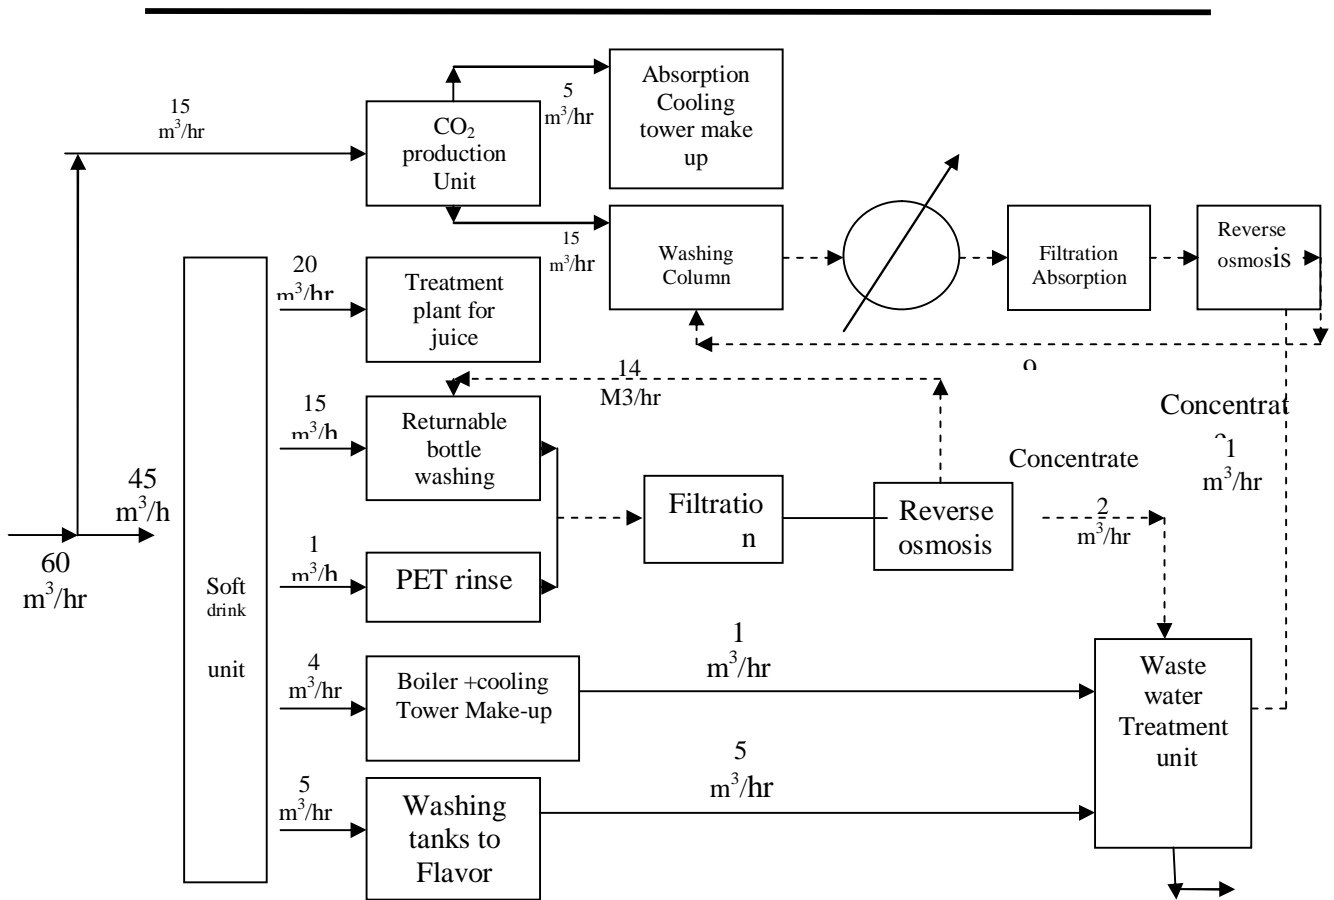 15
m³/hr
CO₂
production
Unit
5
m³/hr
Absorption
Cooling
tower make
up
15
m³/hr
Washing
Column
Filtration
Absorption
Reverse
osmosis
20
m³/hr
Treatment
plant for
juice
14
M3/hr
15
m³/h
Returnable
bottle
washing
Concentrat
1
m³/hr
Concentrate
2
m³/hr
45
m³/h
60
m³/hr
Soft
drink
unit
Filtratio
n
Reverse
osmosis
1
m³/h
PET rinse
4
m³/hr
Boiler +cooling
Tower Make-up
1
m³/hr
Waste
water
Treatment
unit
5
m³/hr
Washing
tanks to
Flavor
5
m³/hr